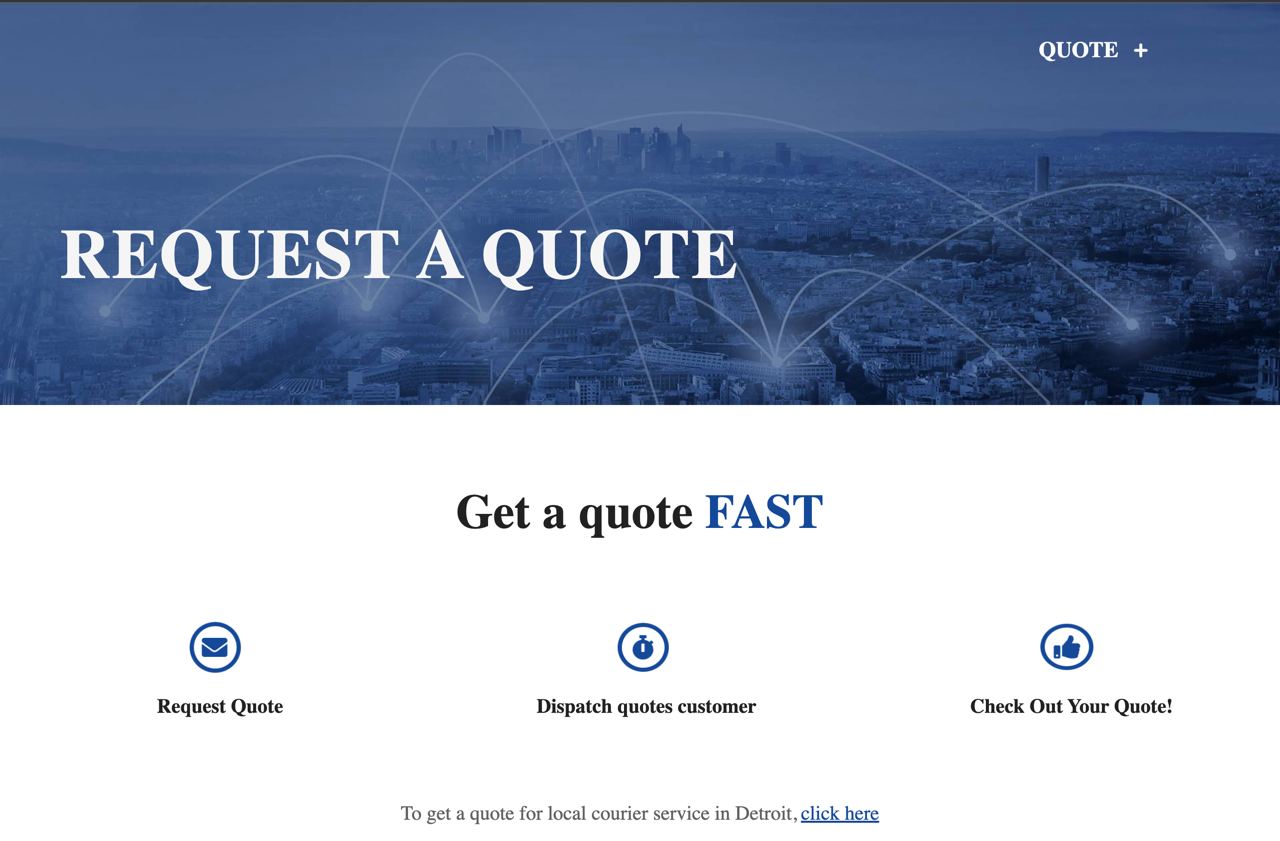 QUOTE +
REQUEST A QUOTE
Get a quote FAST
Request Quote
Dispatch quotes customer
Check Out Your Quote!
To get a quote for local courier service in Detroit, click here